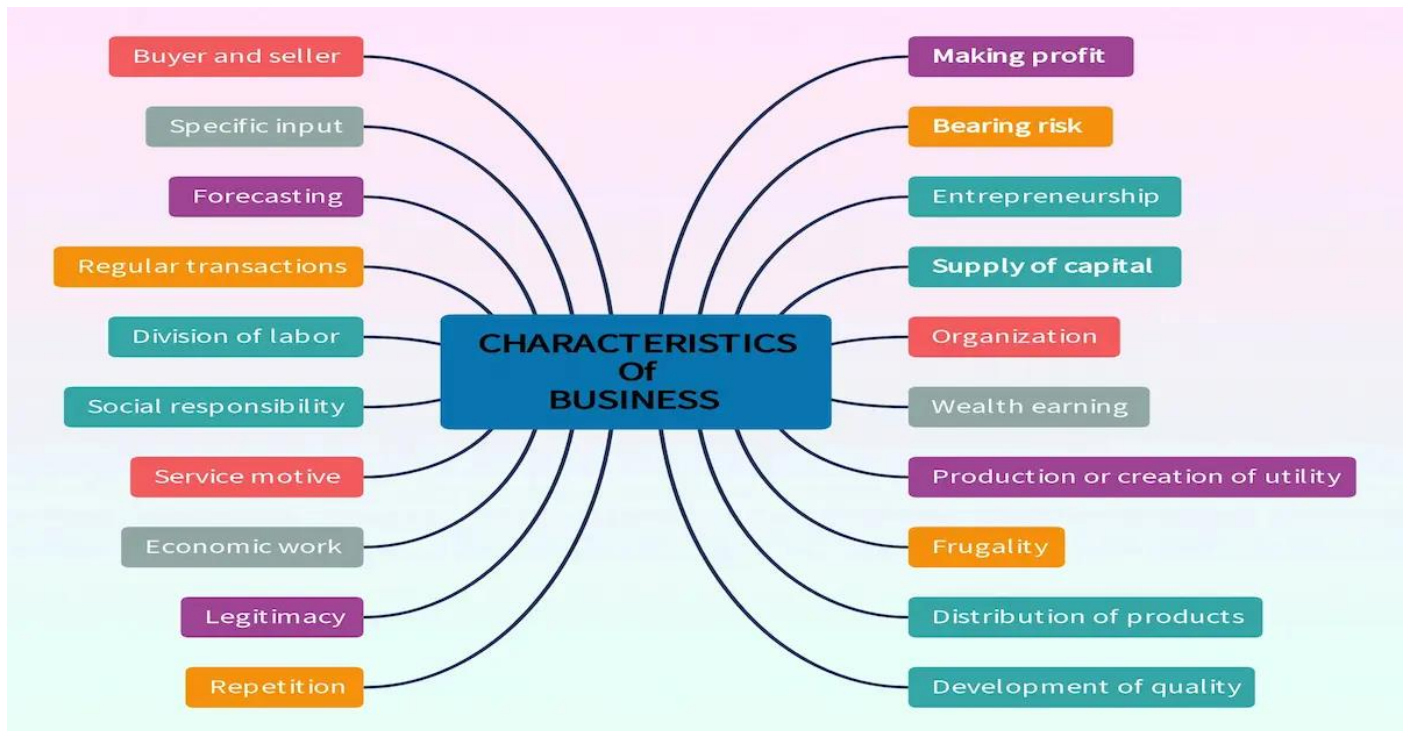 Buyer and seller
Specific input
Forecasting
Regular transactions
Division of labor
Social responsibility
Service motive
Economic work
Legitimacy
Repetition
CHARACTERISTICS
Of
BUSINESS
Making profit
Bearing risk
Entrepreneurship
Supply of capital
Organization
Wealth earning
Production or creation of utility
Frugality
Distribution of products
Development of quality